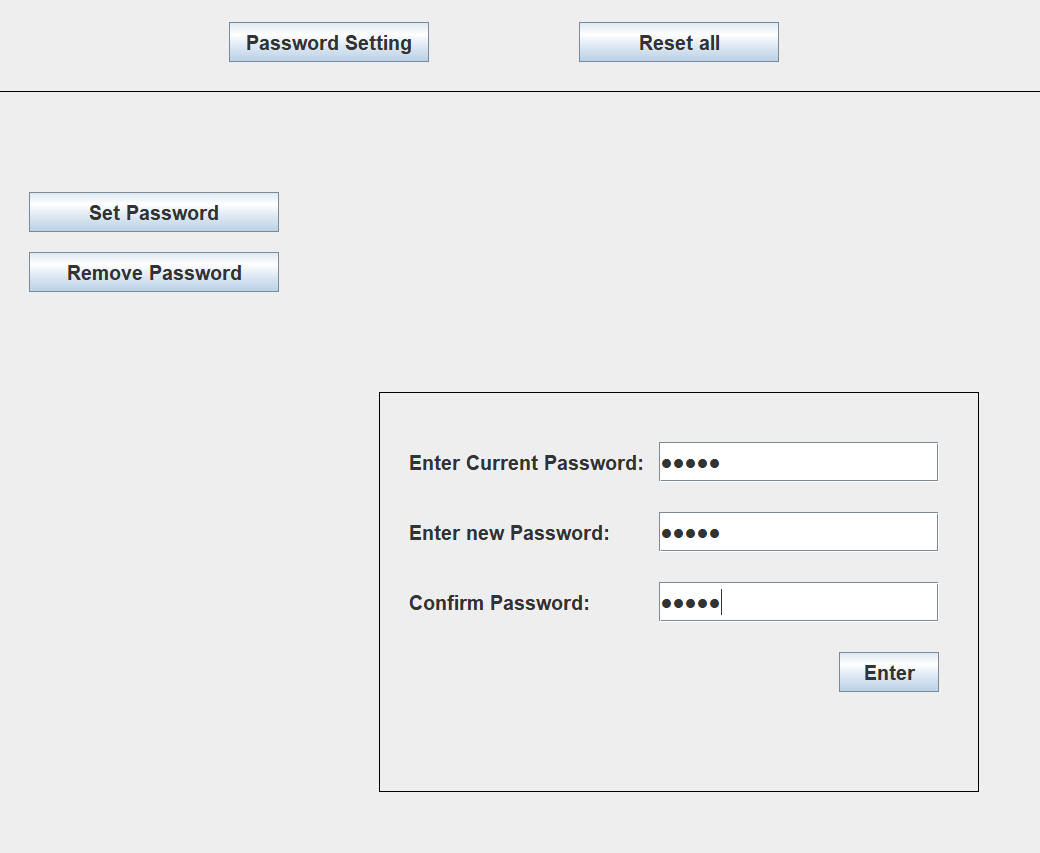 Password Setting
Reset all
Set Password
Remove Password
Enter Current Password: ●●●●●
Enter new Password: ●●●●●
Confirm Password: ●●●●●
Enter